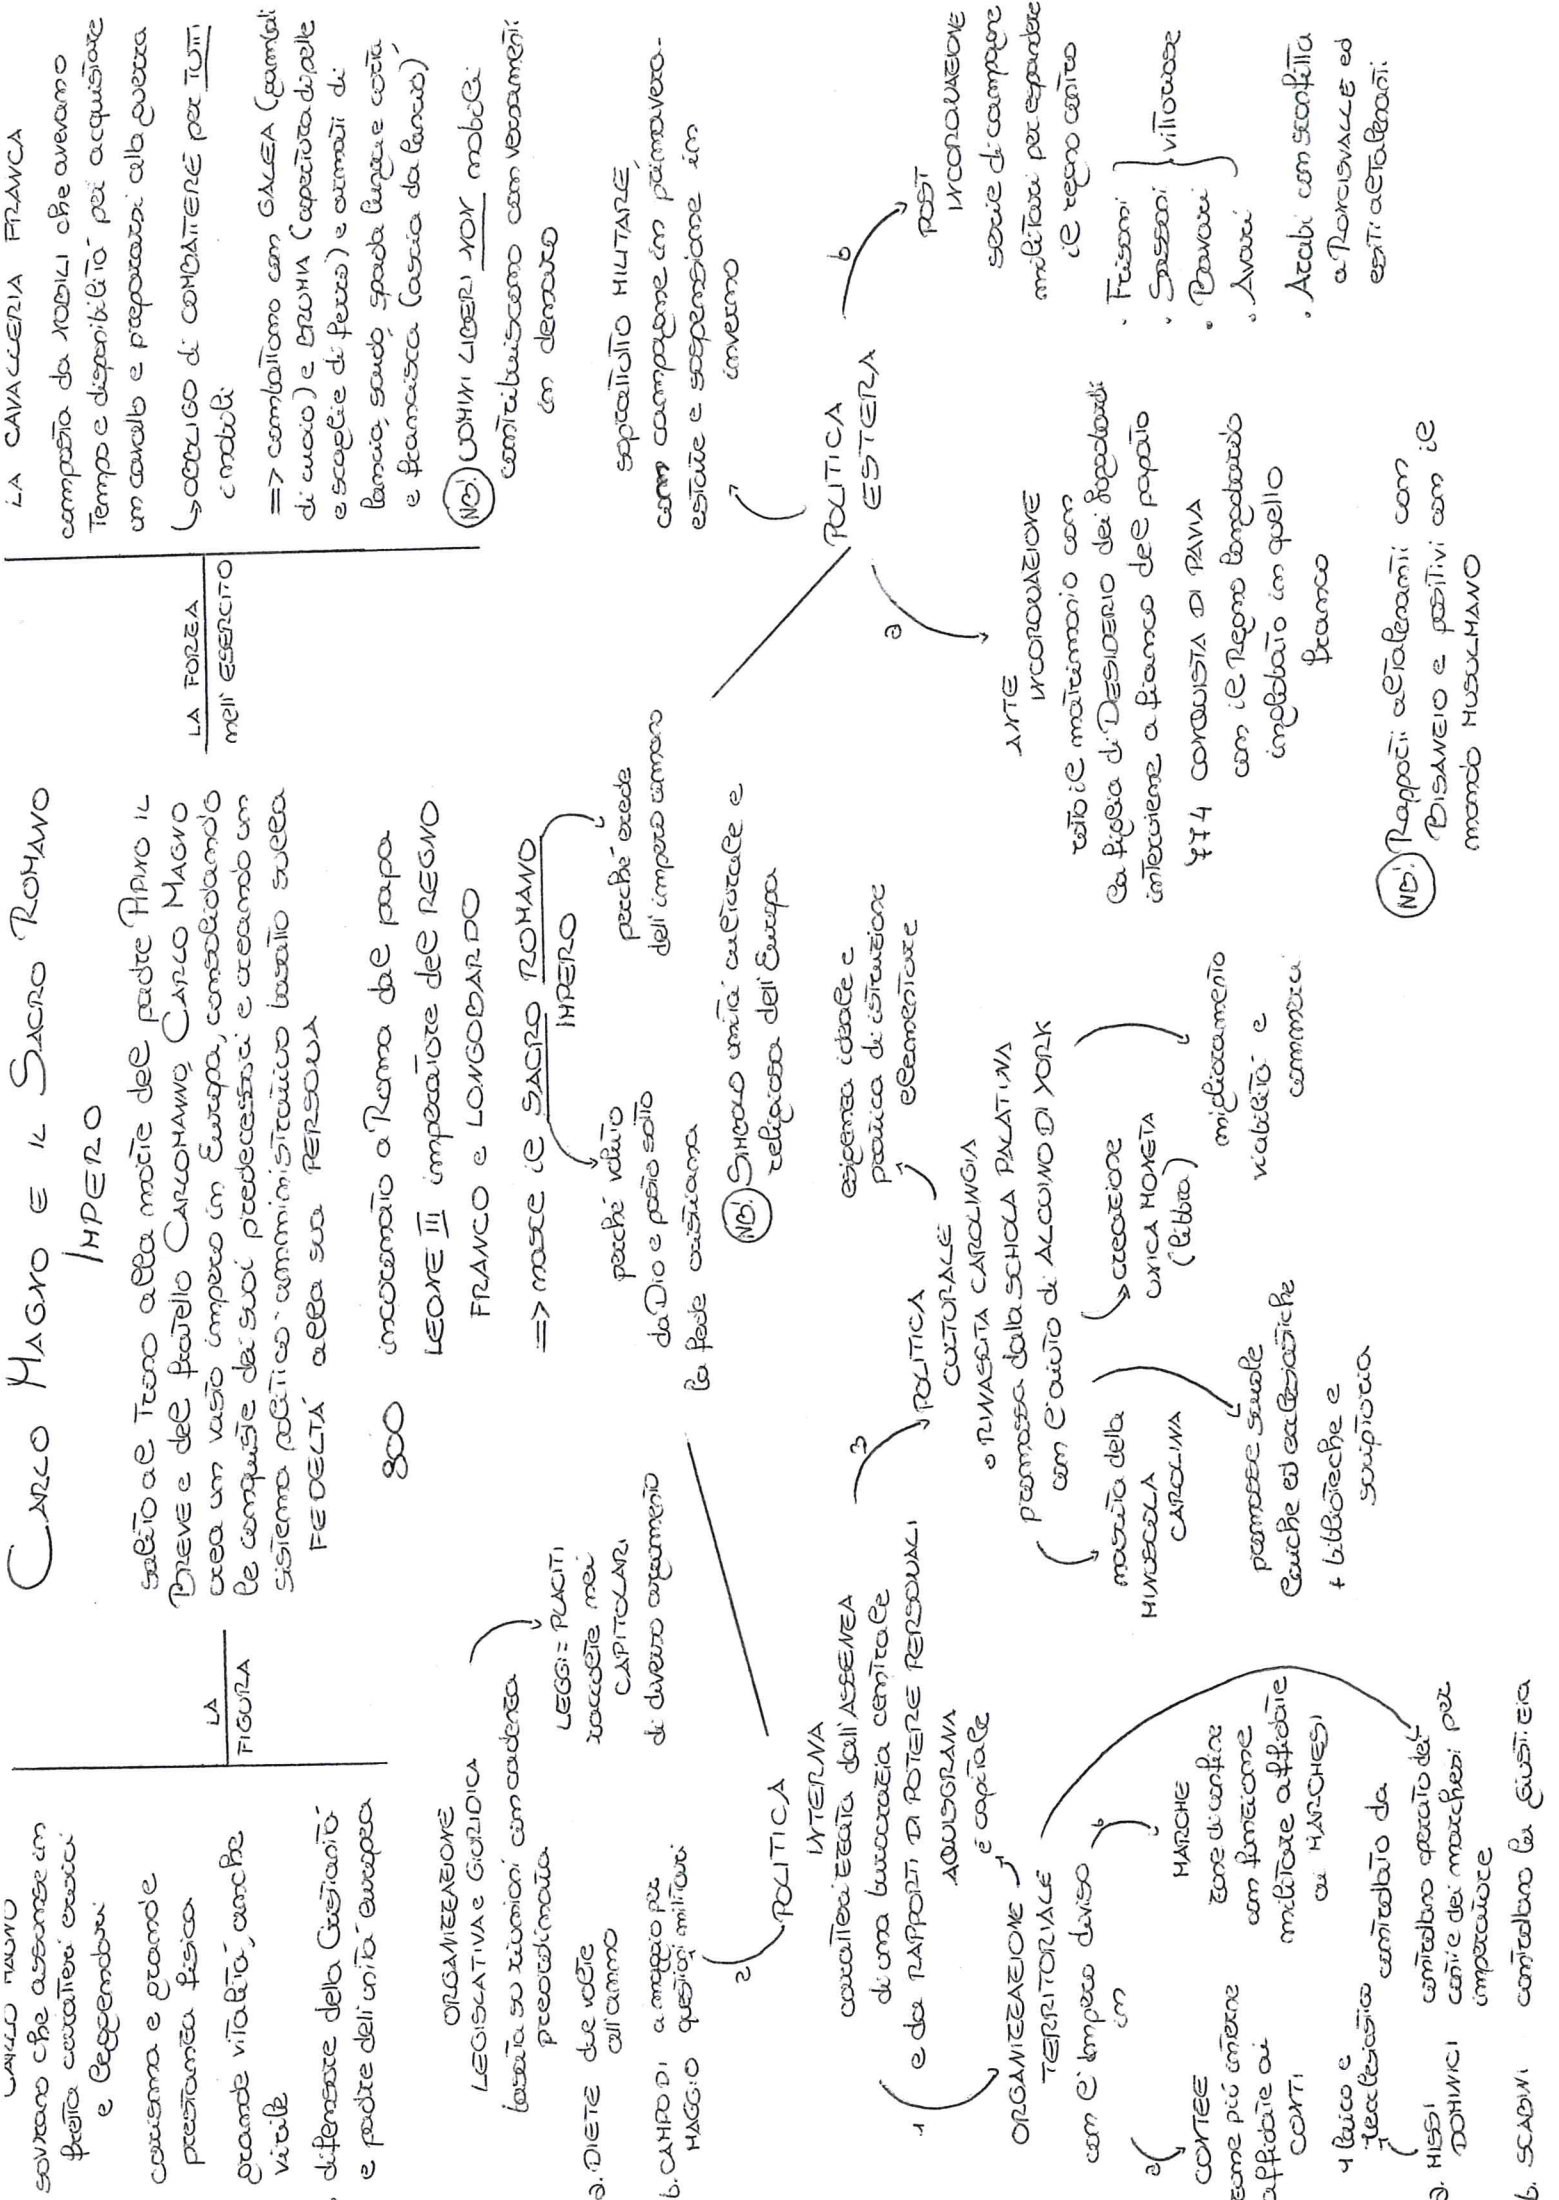 CARLO MAGNO E IL SACRO ROMANO
IMPERO
salito al Trono alla morte del padre PIPINO IL
BREVE e del fratello CARLOMANNO, CARLO MAGNO
crea un vasto impero in Europa, consolidando
le conquiste dei suoi predecessori e creando un
sistema politico-amministrativo basato sulla
FEDELTÀ alla sua PERSONA
800 incoronato a Roma dal papa
LEONE III imperatore del REGNO
FRANCO e LONGOBARDO
=> nasce il SACRO ROMANO
IMPERO
perché voluto
da Dio e posto sotto
la fede cristiana
perché erede
dell'impero romano
NB! SIMBOLO unità culturale e
religiosa dell'Europa
LA
FIGURA
CARLO MAGNO
sovrano che assunse in
fretta caratteri eroici
e leggendari
carisma e grande
prestanza fisica
grande vitalità, anche
virile
difensore della Cristianità
e padre dell'unità europea
LA FORZA
nell'ESERCITO
LA CAVALLERIA FRANCA
composta da NOBILI che avevano
Tempo e disponibilità per acquistare
un cavallo e prepararsi alla guerra
↳ OBBLIGO di COMBATTERE per TUTTI
i nobili
=> combattono con GALEA (gambali
di cuoio) e BRUNIA (copertura di pelle
e scaglie di ferro) e armati di
lancia, scudo, spada lunga e corta
e francisca (ascia da lancio)
NB! UOMINI LIBERI NON nobili
contribuiscono con versamenti
in denaro
POLITICA
INTERNA
caratterizzata dall'ASSENZA
di una burocrazia centrale
e da RAPPORTI DI POTERE PERSONALI
1
ORGANIZZAZIONE
TERRITORIALE
AQUISGRANA
è capitale
con l'impero diviso
in
a
CONTEE
zone più interne
affidate ai
CONTI
b
MARCHE
zone di confine
con funzione
militare affidate
ai MARCHESI
controllato da
4 laico e
1 ecclesiastico
a. MISSI
DOMINICI
controllano operato dei
conti e dei marchesi per
imperatore
b. SCABINI controllano la giustizia
2
ORGANIZZAZIONE
LEGISLATIVA e GIURIDICA
basata su riunioni con cadenza
preordinata
LEGGI = PLACITI
raccolte nei
CAPITOLARI
di diverso argomento
a. DIETE due volte
all'anno
b. CAMPO DI
MAGGIO
a maggio per
questioni militari
3
POLITICA
CULTURALE
esigenza ideale e
pratica di istruzione
elementare
o RINASCITA CAROLINGIA
promossa dalla SCHOLA PALATINA
con l'aiuto di ALCUINO DI YORK
nascita della
MINUSCOLA
CAROLINA
promosse scuole
laiche ed ecclesiastiche
+ biblioteche e
scriptoria
creazione
UNICA MONETA
(libbra)
miglioramento
viabilità e
commerci
POLITICA
ESTERA
soprattutto MILITARE,
con campagne in primavera-
estate e sospensione in
inverno
a
ANTE
INCORONAZIONE
rotto il matrimonio con
la figlia di DESIDERIO dei longobardi
interviene a fianco del papato
774 CONQUISTA DI PAVIA
con il Regno longobardo
inglobato in quello
franco
b
POST
INCORONAZIONE
serie di campagne
militari per espandere
il regno contro
• Frisoni
• Sassoni
• Bavari
• Avari
} vittoriose
• Arabi con sconfitta
a RONCISVALLE ed
esiti altalenanti
NB! Rapporti altalenanti con
BISANZIO e positivi con il
mondo MUSULMANO